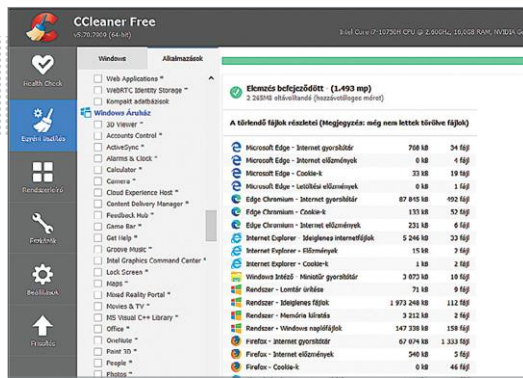 CCleaner Free
v5.70.7909 (64-bit)
Intel Core i7-10750H CPU @ 2.60GHz, 16,0GB RAM, NVIDIA
Health Check
Egyéni tisztítás
Rendszerleíró
Eszközök
Beállítások
Frissítés
Windows
Alkalmazások
Web Applications *
WebRTC Identity Storage *
Kompakt adatbázisok
Windows Áruház
3D Viewer *
Accounts Control *
ActiveSync *
Alarms & Clock *
Calculator *
Camera *
Cloud Experience Host *
Content Delivery Manager *
Feedback Hub *
Game Bar *
Get Help *
Groove Music *
Intel Graphics Command Center *
Lock Screen *
Maps *
Mixed Reality Portal *
Movies & TV *
MS Visual C++ Library *
Office *
OneNote *
Paint 3D *
People *
Photos *
Elemzés befejeződött - (1.493 mp)
2 265MB eltávolítandó (hozzávetőleges méret)
A törlendő fájlok részletei (Megjegyzés: még nem lettek törölve fájlok)
Microsoft Edge - Internet gyorsítótár 708 kB 34 fájl
Microsoft Edge - Internet előzmények 0 kB 4 fájl
Microsoft Edge - Cookie-k 33 kB 19 fájl
Microsoft Edge - Letöltési előzmények 0 kB 1 fájl
Edge Chromium - Internet gyorsítótár 87 845 kB 492 fájl
Edge Chromium - Cookie-k 133 kB 52 fájl
Edge Chromium - Internet előzmények 231 kB 6 fájl
Internet Explorer - Ideiglenes internetfájlok 5 246 kB 33 fájl
Internet Explorer - Előzmények 15 kB 2 fájl
Internet Explorer - Cookie-k 1 kB 2 fájl
Windows Intéző - Miniatűr gyorsítótár 3 073 kB 10 fájl
Rendszer - Lomtár ürítése 71 kB 9 fájl
Rendszer - Ideiglenes fájlok 1 973 248 kB 112 fájl
Rendszer - Memória kiíratás 3 212 kB 2 fájl
Rendszer - Windows naplófájlok 147 338 kB 158 fájl
Firefox - Internet gyorsítótár 67 074 kB 1 333 fájl
Firefox - Internet előzmények 540 kB 5 fájl
Firefox - Cookie-k 0 kB 46 fájl